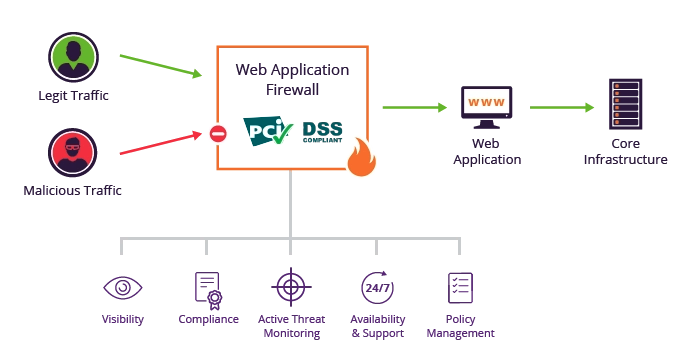 Legit Traffic
Malicious Traffic
Web Application
Firewall
PCI
DSS
COMPLIANT
www
Web
Application
Core
Infrastructure
Visibility
Compliance
Active Threat
Monitoring
24/7
Availability
& Support
Policy
Management